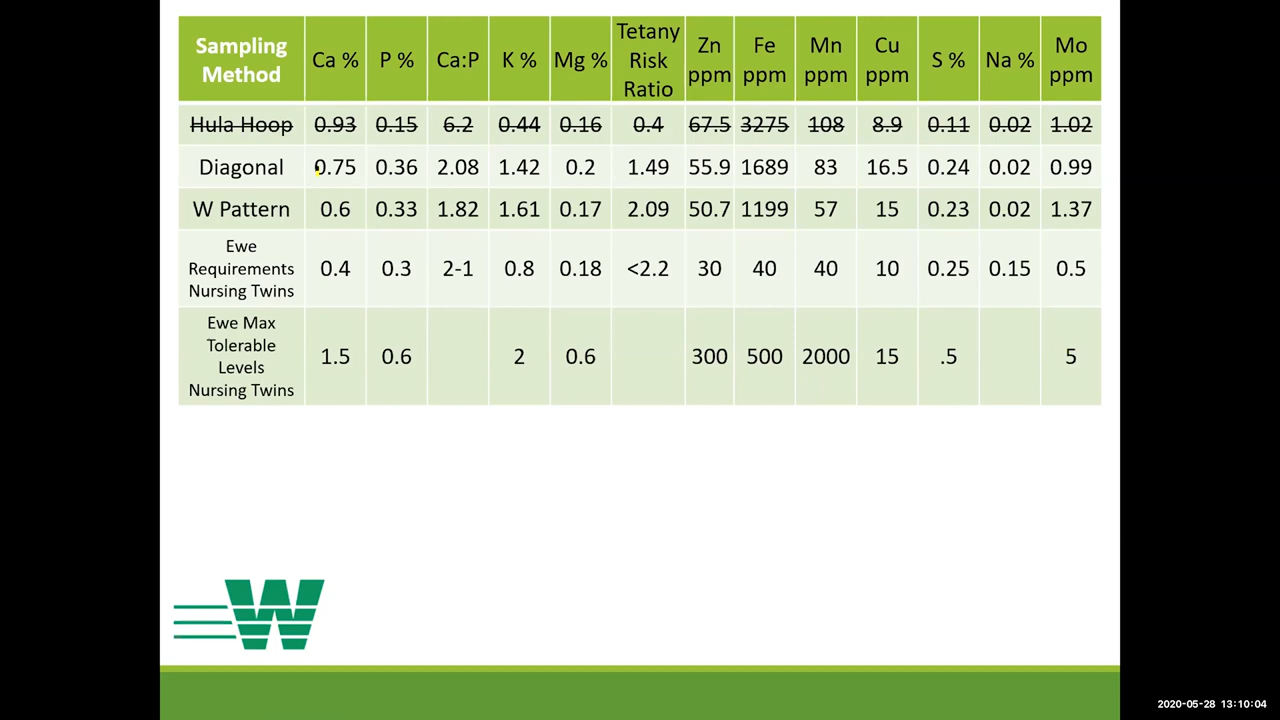 Sampling Method Ca % P % Ca:P K % Mg % Tetany Risk Ratio Zn ppm Fe ppm Mn ppm Cu ppm S % Na % Mo ppm
Hula Hoop 0.93 0.15 6.2 0.44 0.16 0.4 67.5 3275 108 8.9 0.11 0.02 1.02
Diagonal 0.75 0.36 2.08 1.42 0.2 1.49 55.9 1689 83 16.5 0.24 0.02 0.99
W Pattern 0.6 0.33 1.82 1.61 0.17 2.09 50.7 1199 57 15 0.23 0.02 1.37
Ewe Requirements Nursing Twins 0.4 0.3 2-1 0.8 0.18 <2.2 30 40 40 10 0.25 0.15 0.5
Ewe Max Tolerable Levels Nursing Twins 1.5 0.6 2 0.6 300 500 2000 15 .5 5
W
2020-05-28 13:10:04